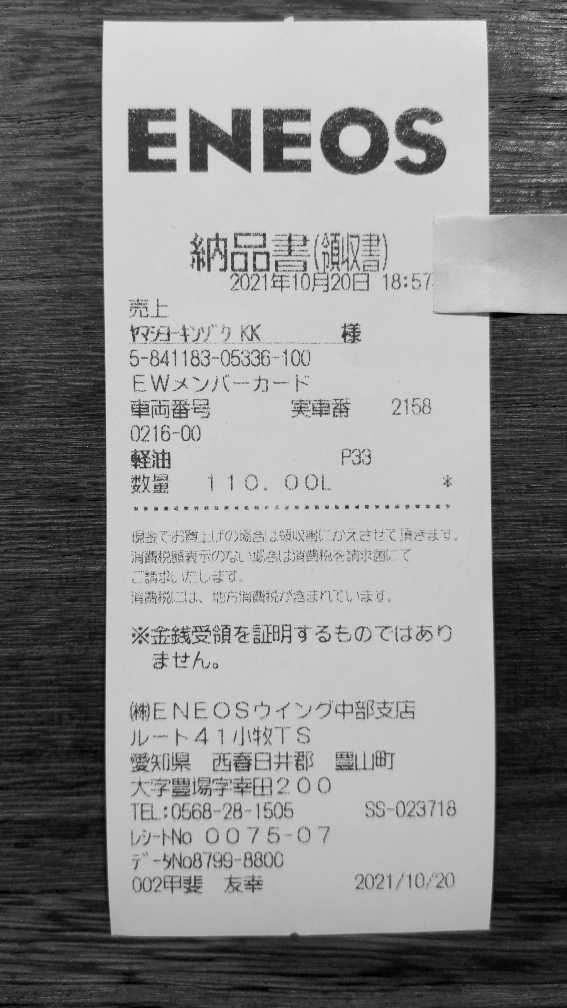 ENEOS
納品書(領収書)
2021年10月20日 18:57
売上
ヤマシヨーキンゾク KK 様
5-841183-05336-100
EWメンバーカード
車両番号 実車番 2158
0216-00
軽油 P33
数量 110.00L *
現金でお買上げの場合は領収書にかえさせて頂きます。
消費税額表示のない場合は消費税を請求書にて
ご請求いたします。
消費税には、地方消費税が含まれています。
※金銭受領を証明するものではあり
ません。
㈱ENEOSウイング中部支店
ルート41小牧TS
愛知県 西春日井郡 豊山町
大字豊場字幸田200
TEL:0568-28-1505 SS-023718
レシートNo 0075-07
データNo8799-8800
002甲斐 友幸 2021/10/20